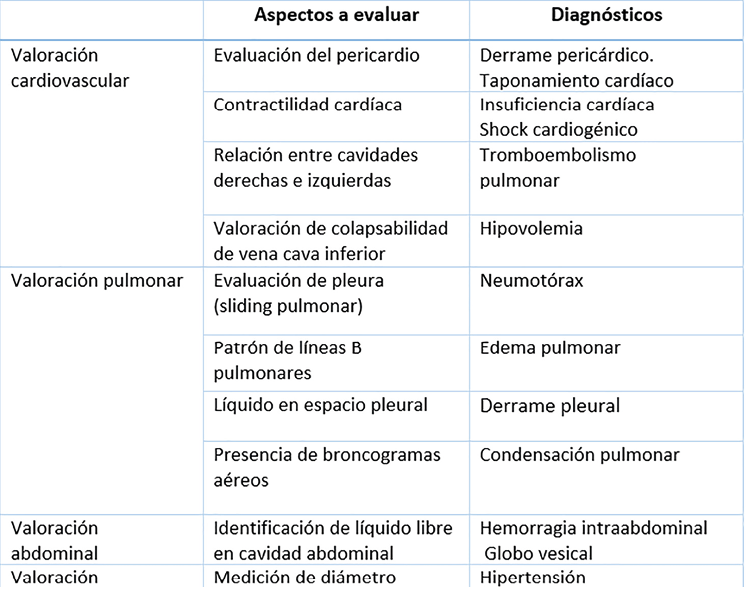 Aspectos a evaluar Diagnósticos
Valoración cardiovascular
Evaluación del pericardio
Derrame pericárdico.
Taponamiento cardíaco
Contractilidad cardíaca
Insuficiencia cardíaca
Shock cardiogénico
Relación entre cavidades
derechas e izquierdas
Tromboembolismo
pulmonar
Valoración de colapsabilidad
de vena cava inferior
Hipovolemia
Valoración pulmonar
Evaluación de pleura
(sliding pulmonar)
Neumotórax
Patrón de líneas B
pulmonares
Edema pulmonar
Líquido en espacio pleural
Derrame pleural
Presencia de broncogramas
aéreos
Condensación pulmonar
Valoración
abdominal
Identificación de líquido libre
en cavidad abdominal
Hemorragia intraabdominal
Globo vesical
Valoración
Medición de diámetro
Hipertensión